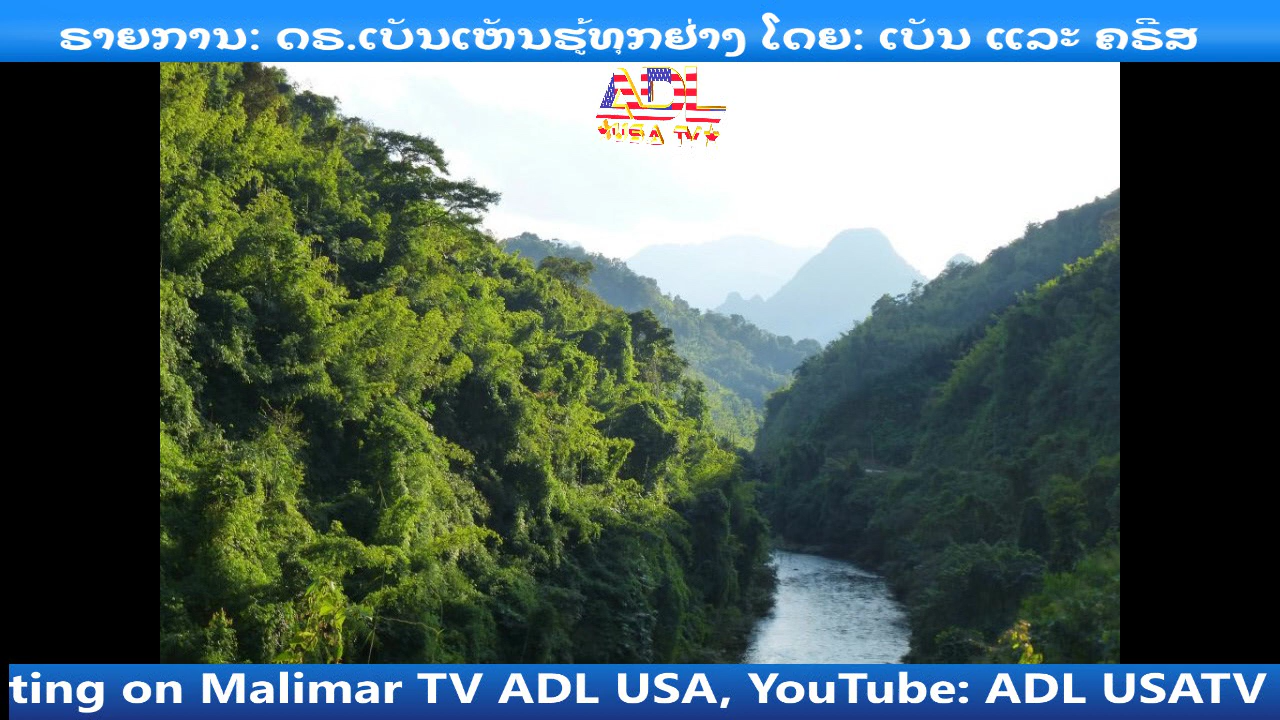 ຣາຍການ: ດຣ.ເບັນເຫັນຮູ້ທຸກຢ່າງ ໂດຍ: ເບັນ ແລະ ຄຣີສ
ADL
USA TV
ting on Malimar TV ADL USA, YouTube: ADL USATV